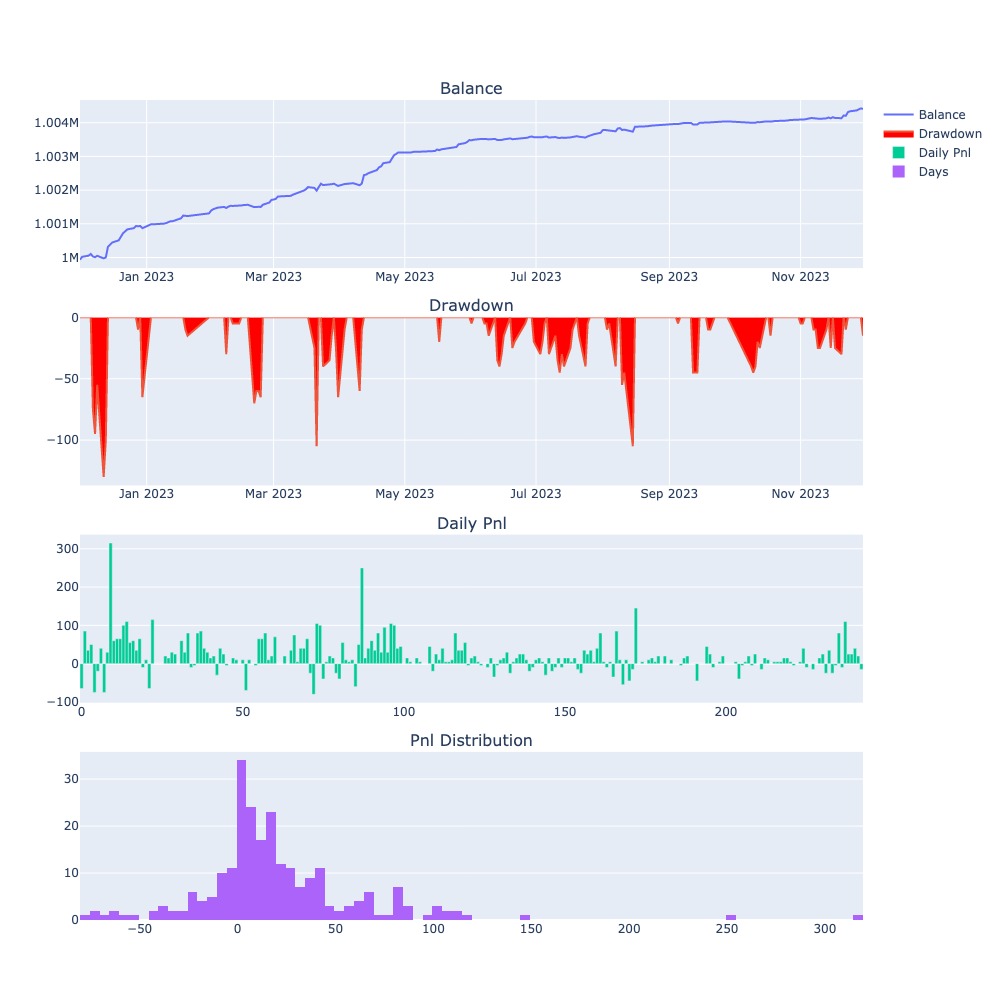 Balance
1.004M
1.003M
1.002M
1.001M
1M
Jan 2023 Mar 2023 May 2023 Jul 2023 Sep 2023 Nov 2023
Balance
Drawdown
Daily Pnl
Days
Drawdown
0
−50
−100
Jan 2023 Mar 2023 May 2023 Jul 2023 Sep 2023 Nov 2023
Daily Pnl
300
200
100
0
−100
0 50 100 150 200
Pnl Distribution
30
20
10
0
−50 0 50 100 150 200 250 300